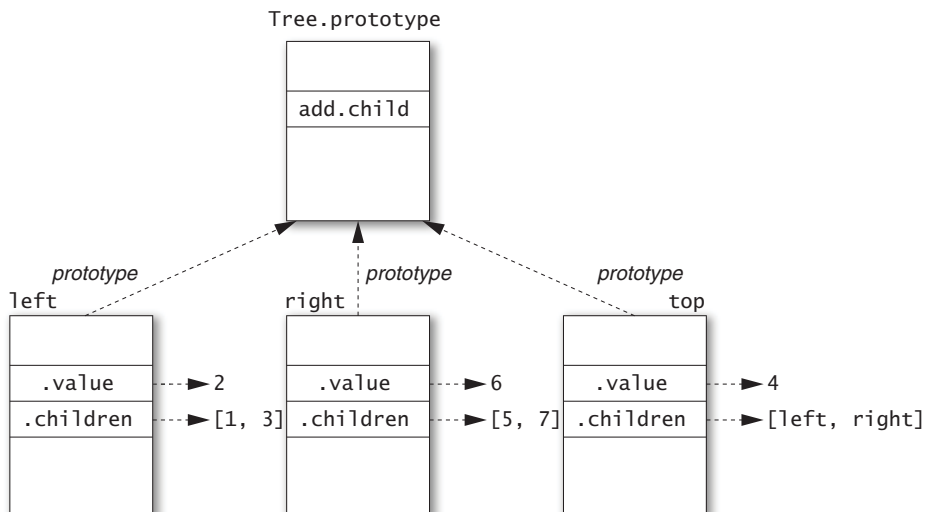 Tree.prototype
add.child
prototype prototype prototype
left right top
.value 2 .value 6 .value 4
.children [1, 3] .children [5, 7] .children [left, right]